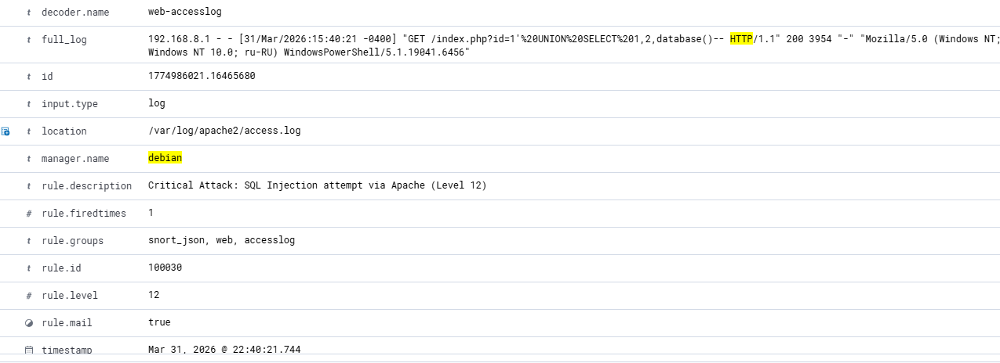 t decoder.name web-accesslog
t full_log 192.168.8.1 - - [31/Mar/2026:15:40:21 -0400] "GET /index.php?id=1'%20UNION%20SELECT%201,2,database()-- HTTP/1.1" 200 3954 "-" "Mozilla/5.0 (Windows NT;
Windows NT 10.0; ru-RU) WindowsPowerShell/5.1.19041.6456"
t id 1774986021.16465680
t input.type log
t location /var/log/apache2/access.log
t manager.name debian
t rule.description Critical Attack: SQL Injection attempt via Apache (Level 12)
# rule.firedtimes 1
t rule.groups snort_json, web, accesslog
t rule.id 100030
# rule.level 12
rule.mail true
timestamp Mar 31, 2026 @ 22:40:21.744